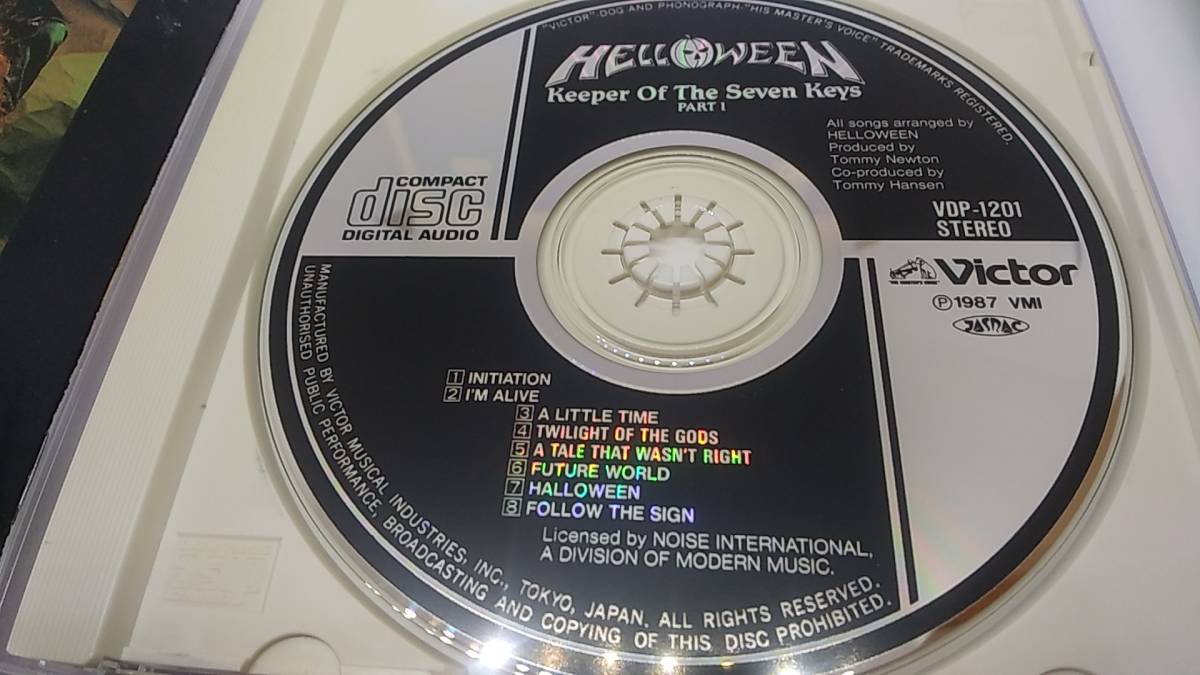 "VICTOR"-DOG AND PHONOGRAPH-"HIS MASTER'S VOICE" TRADEMARKS REGISTERED.
HELLOWEEN
Keeper Of The Seven Keys
PART 1
All songs arranged by
HELLOWEEN
Produced by
Tommy Newton
Co-produced by
Tommy Hansen
COMPACT
disc
DIGITAL AUDIO
VDP-1201
STEREO
Victor
Ⓟ1987 VMI
JASRAC
1 INITIATION
2 I'M ALIVE
3 A LITTLE TIME
4 TWILIGHT OF THE GODS
5 A TALE THAT WASN'T RIGHT
6 FUTURE WORLD
7 HALLOWEEN
8 FOLLOW THE SIGN
Licensed by NOISE INTERNATIONAL,
A DIVISION OF MODERN MUSIC.
MANUFACTURED BY VICTOR MUSICAL INDUSTRIES, INC., TOKYO, JAPAN. ALL RIGHTS RESERVED.
UNAUTHORISED PUBLIC PERFORMANCE, BROADCASTING AND COPYING OF THIS DISC PROHIBITED.